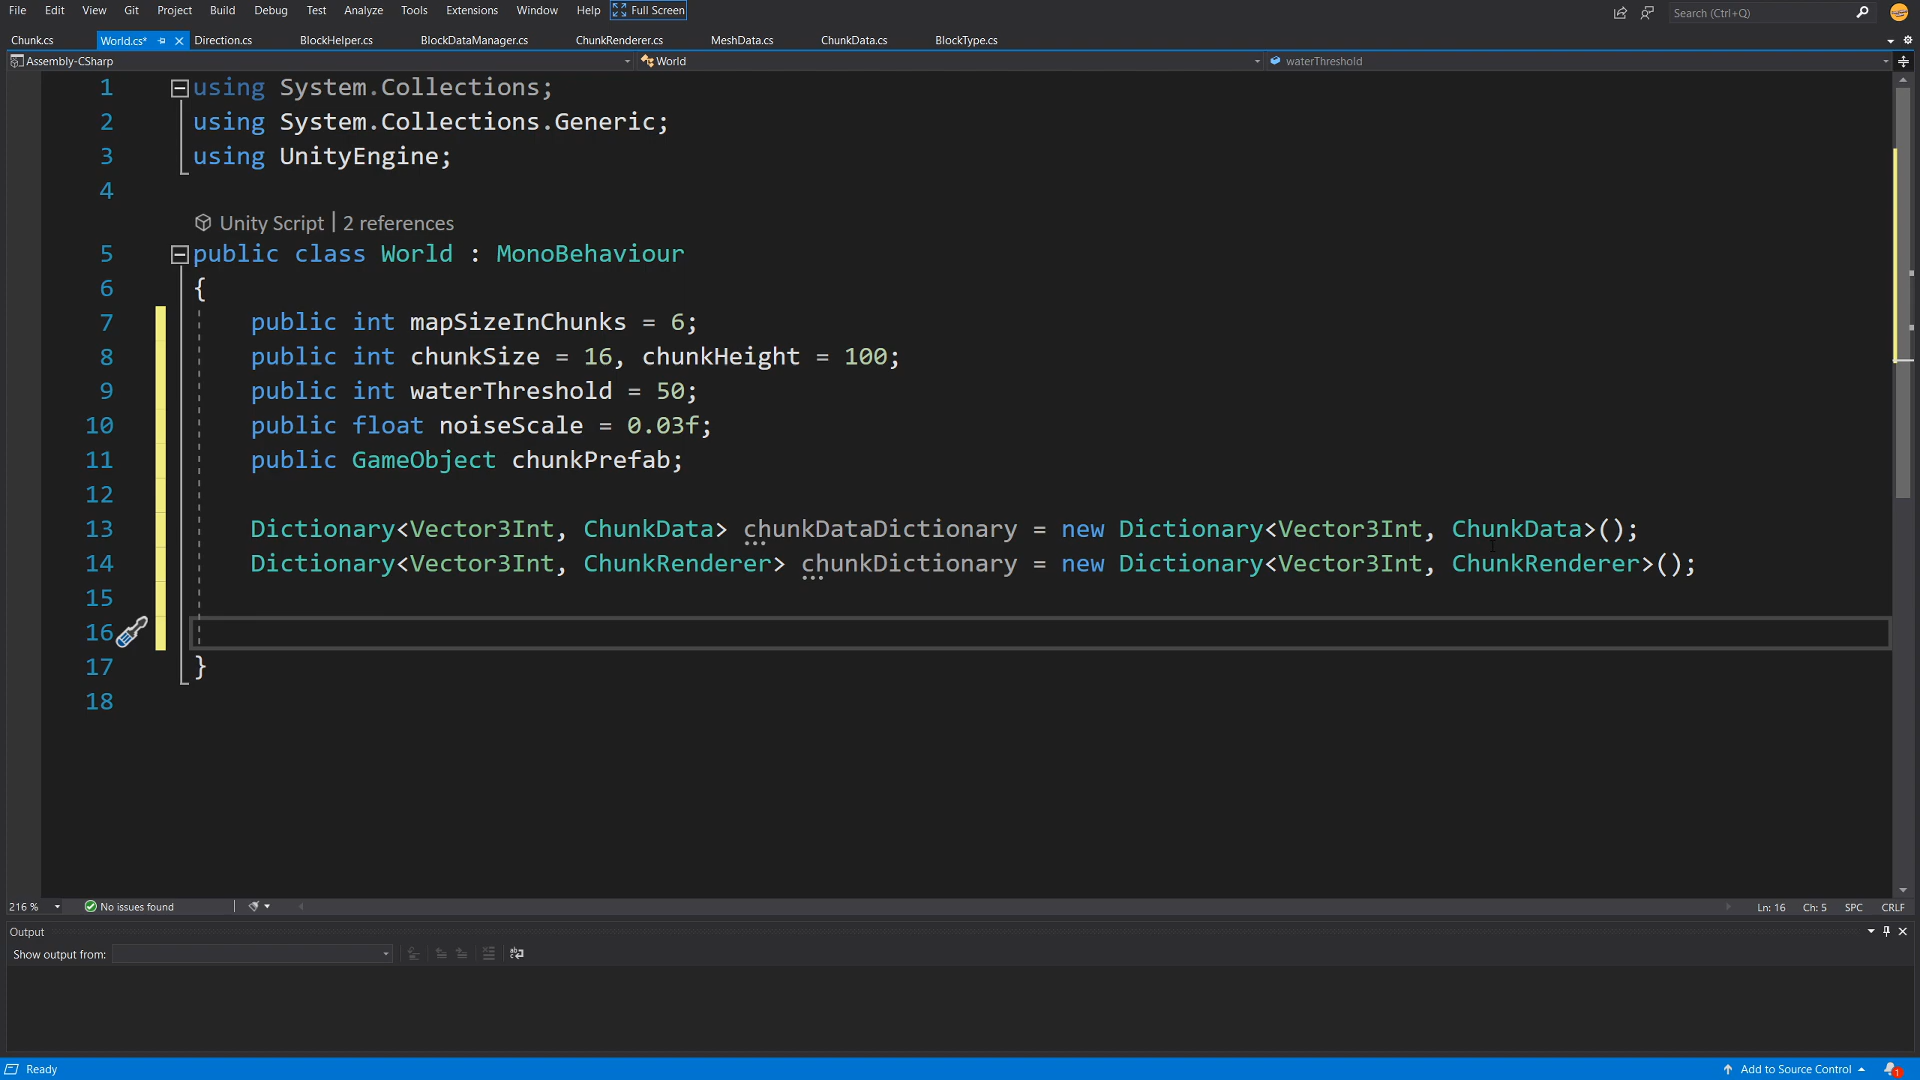 File Edit View Git Project Build Debug Test Analyze Tools Extensions Window Help Full Screen Search (Ctrl+Q)
Chunk.cs World.cs* Direction.cs BlockHelper.cs BlockDataManager.cs ChunkRenderer.cs MeshData.cs ChunkData.cs BlockType.cs
Assembly-CSharp World waterThreshold
1 using System.Collections;
2 using System.Collections.Generic;
3 using UnityEngine;
4
Unity Script | 2 references
5 public class World : MonoBehaviour
6 {
7 public int mapSizeInChunks = 6;
8 public int chunkSize = 16, chunkHeight = 100;
9 public int waterThreshold = 50;
10 public float noiseScale = 0.03f;
11 public GameObject chunkPrefab;
12
13 Dictionary<Vector3Int, ChunkData> chunkDataDictionary = new Dictionary<Vector3Int, ChunkData>();
14 Dictionary<Vector3Int, ChunkRenderer> chunkDictionary = new Dictionary<Vector3Int, ChunkRenderer>();
15
16
17 }
18
216 % No issues found Ln: 16 Ch: 5 SPC CRLF
Output
Show output from:
Ready Add to Source Control 1